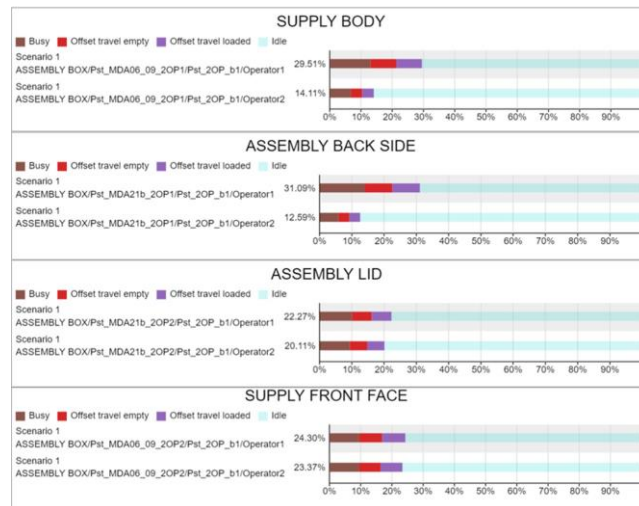 SUPPLY BODY
Busy Offset travel empty Offset travel loaded Idle
Scenario 1
ASSEMBLY BOX/Pst_MDA06_09_2OP1/Pst_2OP_b1/Operator1
29.51%
Scenario 1
ASSEMBLY BOX/Pst_MDA06_09_2OP1/Pst_2OP_b1/Operator2
14.11%
0% 10% 20% 30% 40% 50% 60% 70% 80% 90%
ASSEMBLY BACK SIDE
Busy Offset travel empty Offset travel loaded Idle
Scenario 1
ASSEMBLY BOX/Pst_MDA21b_2OP1/Pst_2OP_b1/Operator1
31.09%
Scenario 1
ASSEMBLY BOX/Pst_MDA21b_2OP1/Pst_2OP_b1/Operator2
12.59%
0% 10% 20% 30% 40% 50% 60% 70% 80% 90%
ASSEMBLY LID
Busy Offset travel empty Offset travel loaded Idle
Scenario 1
ASSEMBLY BOX/Pst_MDA21b_2OP2/Pst_2OP_b1/Operator1
22.27%
Scenario 1
ASSEMBLY BOX/Pst_MDA21b_2OP2/Pst_2OP_b1/Operator2
20.11%
0% 10% 20% 30% 40% 50% 60% 70% 80% 90%
SUPPLY FRONT FACE
Busy Offset travel empty Offset travel loaded Idle
Scenario 1
ASSEMBLY BOX/Pst_MDA06_09_2OP2/Pst_2OP_b1/Operator1
24.30%
Scenario 1
ASSEMBLY BOX/Pst_MDA06_09_2OP2/Pst_2OP_b1/Operator2
23.37%
0% 10% 20% 30% 40% 50% 60% 70% 80% 90%